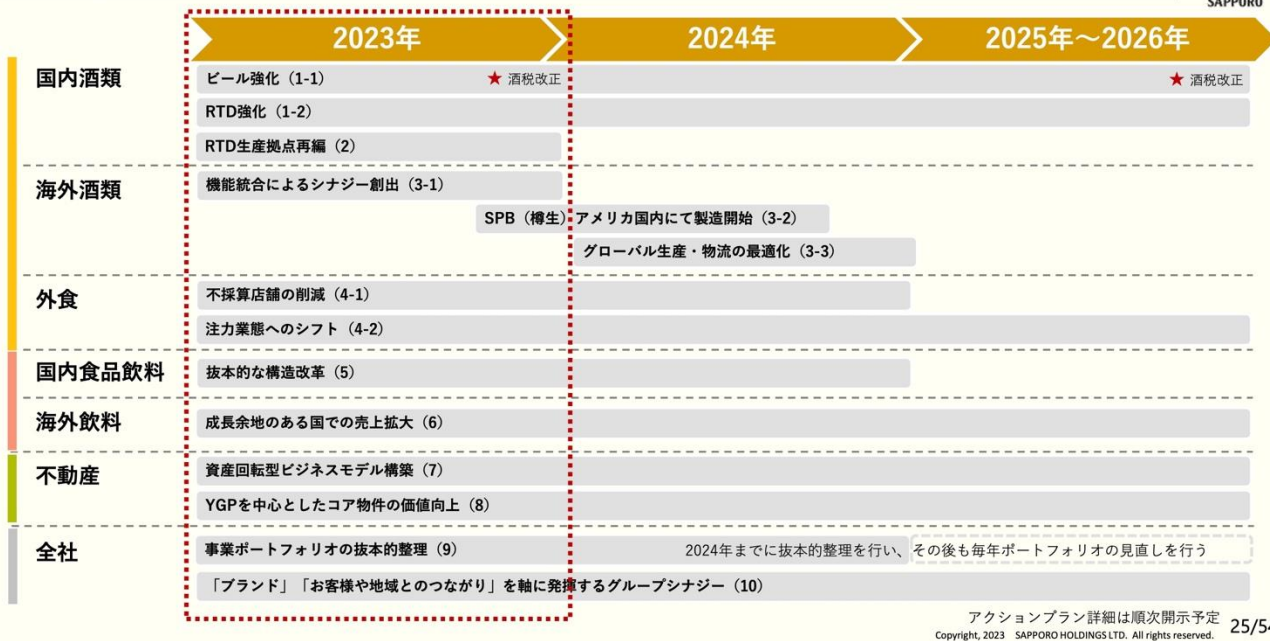 SAPPORO
2023年
2024年
2025年～2026年
国内酒類
ビール強化（1-1）
★ 酒税改正
★ 酒税改正
RTD強化（1-2）
RTD生産拠点再編（2）
海外酒類
機能統合によるシナジー創出（3-1）
SPB（樽生）アメリカ国内にて製造開始（3-2）
グローバル生産・物流の最適化（3-3）
外食
不採算店舗の削減（4-1）
注力業態へのシフト（4-2）
国内食品飲料
抜本的な構造改革（5）
海外飲料
成長余地のある国での売上拡大（6）
不動産
資産回転型ビジネスモデル構築（7）
YGPを中心としたコア物件の価値向上（8）
全社
事業ポートフォリオの抜本的整理（9）
2024年までに抜本的整理を行い、その後も毎年ポートフォリオの見直しを行う
「ブランド」「お客様や地域とのつながり」を軸に発揮するグループシナジー（10）
アクションプラン詳細は順次開示予定
25/54
Copyright, 2023 SAPPORO HOLDINGS LTD. All rights reserved.